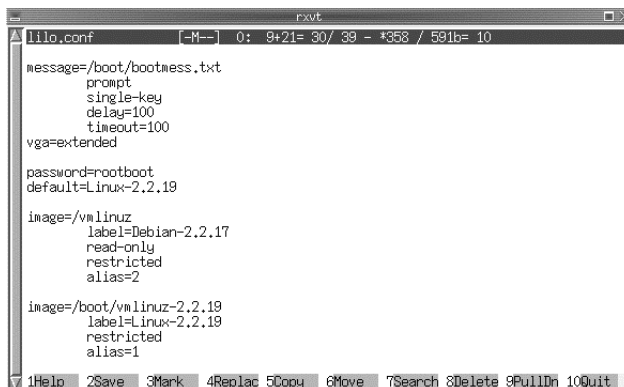 rxvt
lilo.conf [-M--] 0: 9+21= 30/ 39 - *358 / 591b= 10
message=/boot/bootmess.txt
prompt
single-key
delay=100
timeout=100
vga=extended
password=rootboot
default=Linux-2.2.19
image=/vmlinuz
label=Debian-2.2.17
read-only
restricted
alias=2
image=/boot/vmlinuz-2.2.19
label=Linux-2.2.19
restricted
alias=1
1Help 2Save 3Mark 4Replac 5Copy 6Move 7Search 8Delete 9PullDn 10Quit